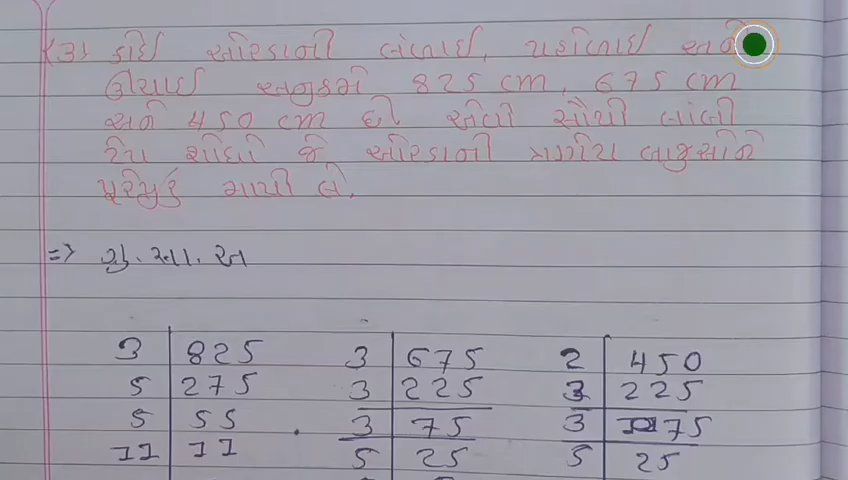 (3) કોઈ ઓરડાની લંબાઈ, પહોળાઈ અને
ઊંચાઈ અનુક્રમે 825 cm, 675 cm
અને 450 cm છે એવી સૌથી લાંબી
ટેપ શોધો જે ઓરડાની ત્રણેય બાજુઓને
પૂરેપૂરું માપી લે.
=> ગુ. સા. અ
3 825 3 675 2 450
5 275 3 225 3 225
5 55 3 75 3 75
11 11 5 25 5 25